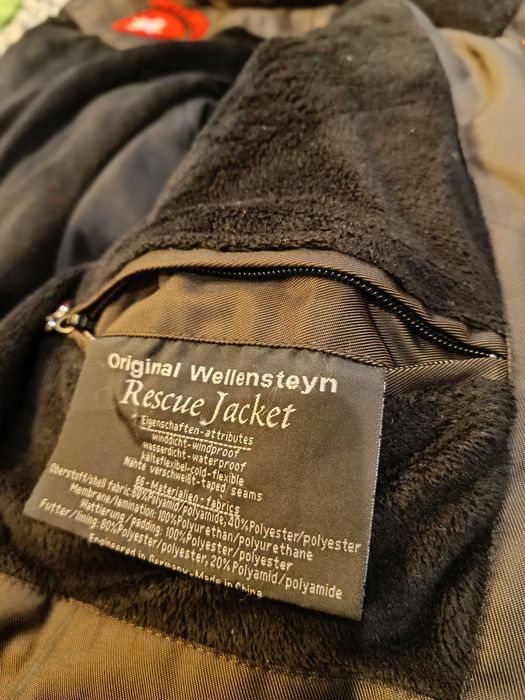 Original Wellensteyn
Rescue Jacket
Eigenschaften-attributes
winddicht-windproof
wasserdicht-waterproof
kälteflexibel-cold-flexible
Nähte verschweißt-taped seams
66-Materialien-fabrics
Oberstoff/shell fabric:60%Polyamid/polyamide,40%Polyester/polyester
Membrane/lamination:100%Polyurethan/polyurethane
Wattierung/padding:100%Polyester/polyester
Futter/lining:80%Polyester/polyester, 20%Polyamid/polyamide
Engineered in Germany-Made in China